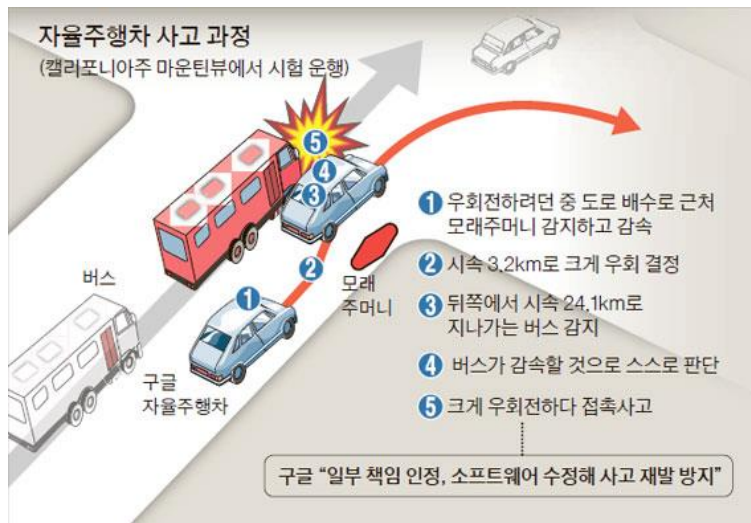 자율주행차 사고 과정
(캘러포니아주 마운틴뷰에서 시험 운행)
5
4
3
2
1
버스
구글
자율주행차
모래
주머니
1 우회전하려던 중 도로 배수로 근처
모래주머니 감지하고 감속
2 시속 3.2km로 크게 우회 결정
3 뒤쪽에서 시속 24.1km로
지나가는 버스 감지
4 버스가 감속할 것으로 스스로 판단
5 크게 우회전하다 접촉사고
구글 “일부 책임 인정, 소프트웨어 수정해 사고 재발 방지”